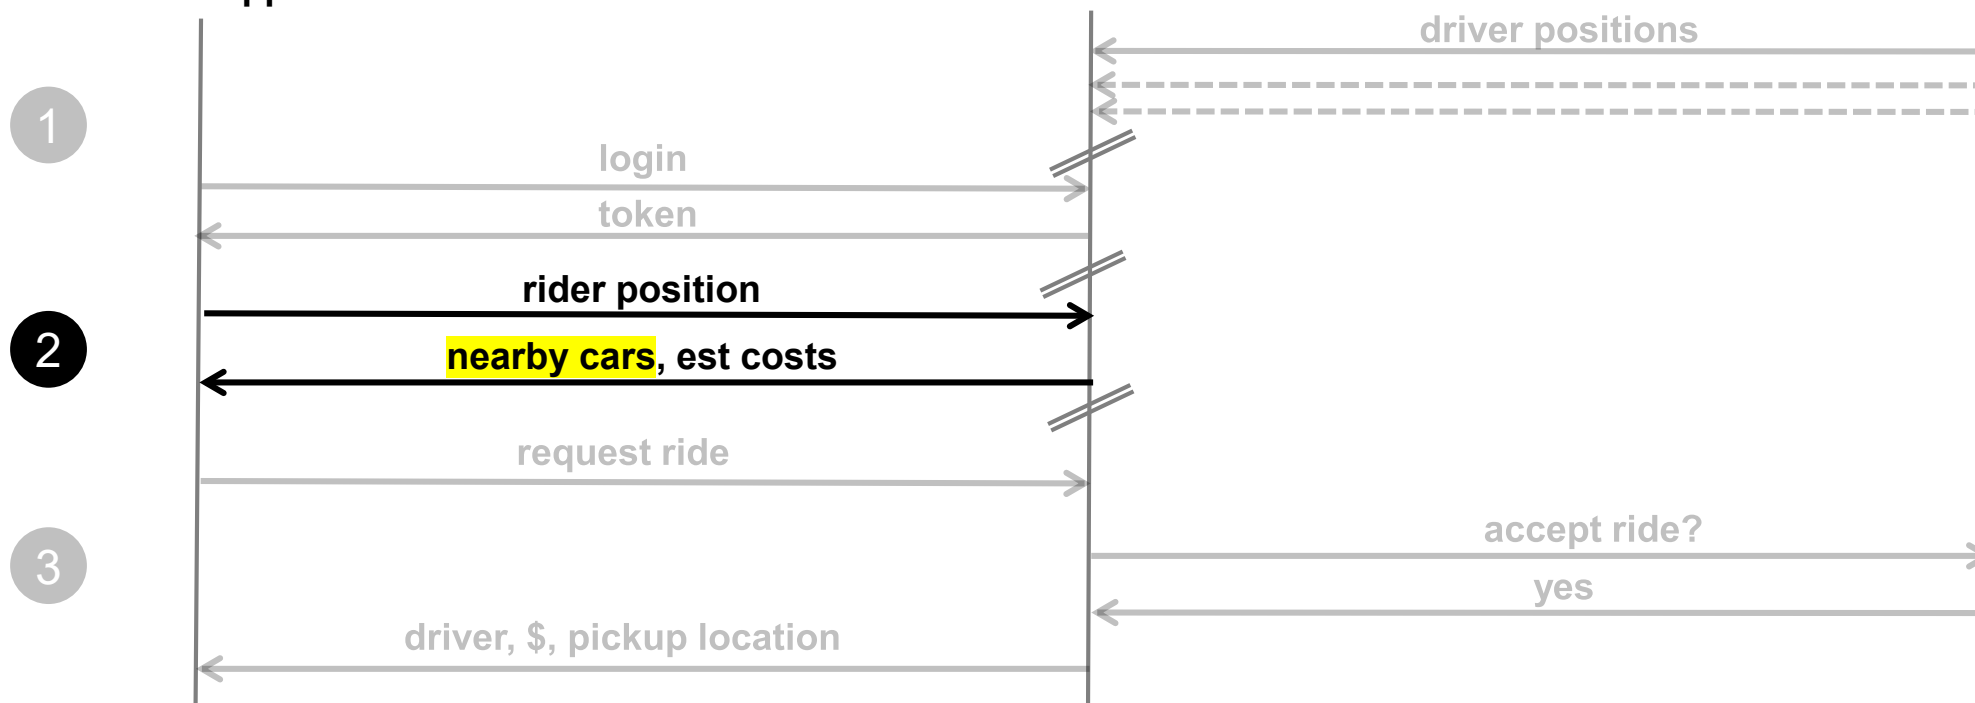 driver positions
1
login
token
rider position
2
nearby cars, est costs
request ride
accept ride?
3
yes
driver, $, pickup location